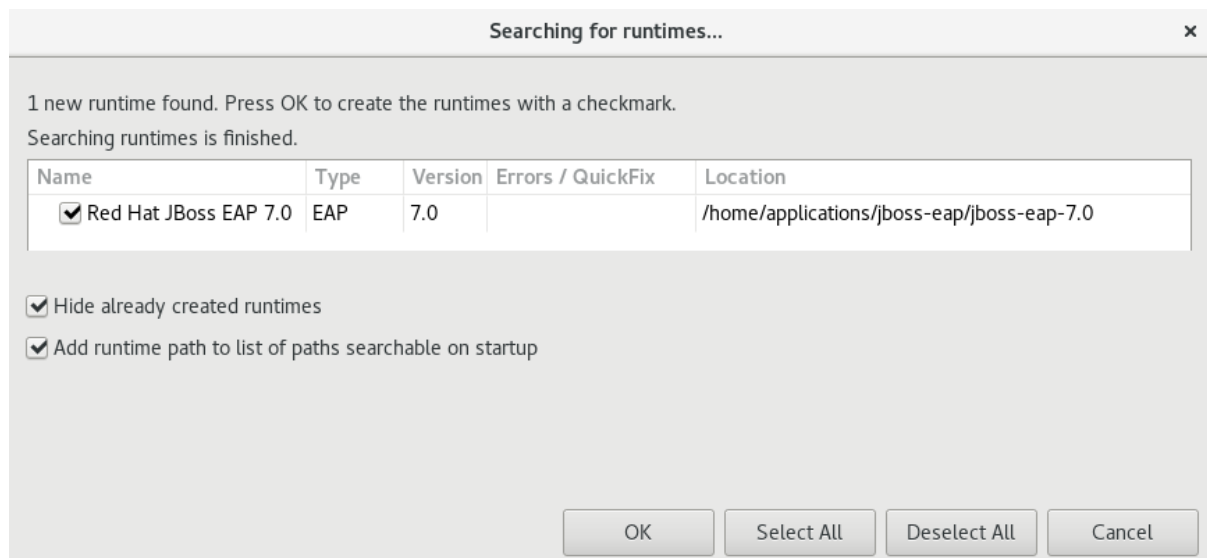 Searching for runtimes... ×
1 new runtime found. Press OK to create the runtimes with a checkmark.
Searching runtimes is finished.
Name Type Version Errors / QuickFix Location
Red Hat JBoss EAP 7.0 EAP 7.0 /home/applications/jboss-eap/jboss-eap-7.0
Hide already created runtimes
Add runtime path to list of paths searchable on startup
OK Select All Deselect All Cancel